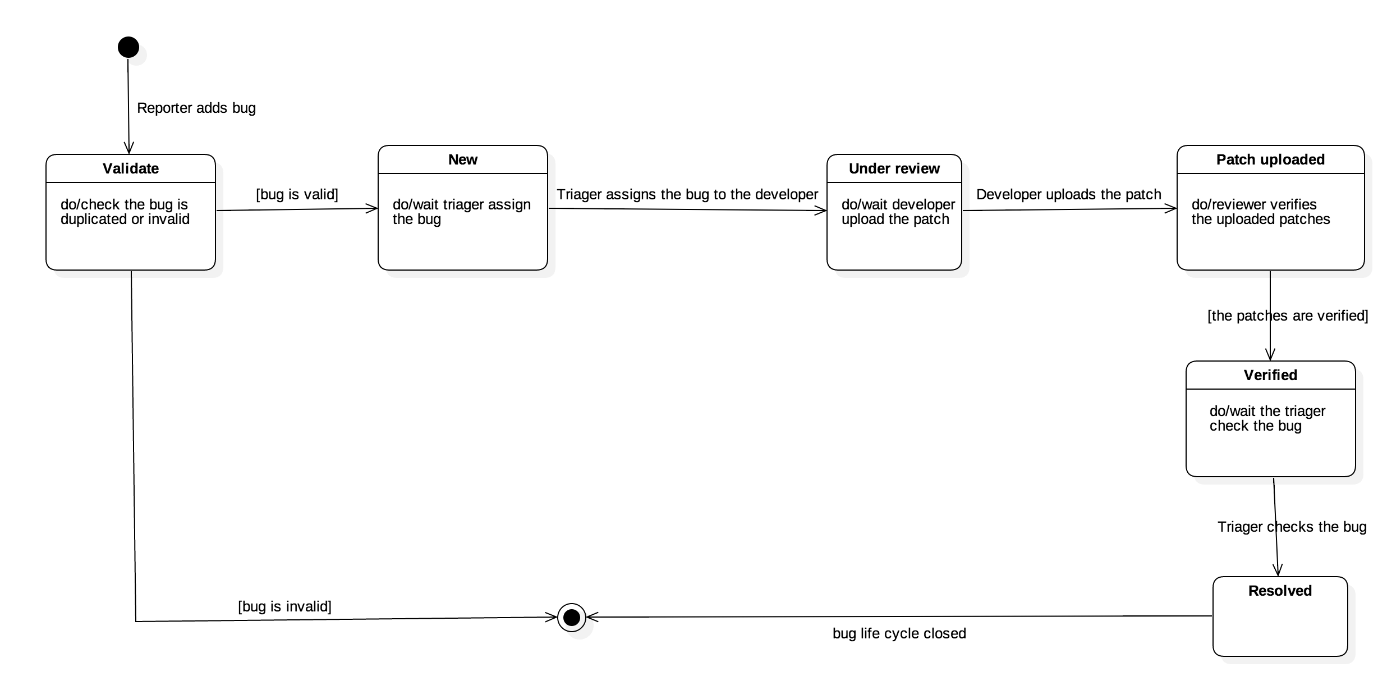 Reporter adds bug
Validate
do/check the bug is
duplicated or invalid
[bug is valid]
New
do/wait triager assign
the bug
Triager assigns the bug to the developer
Under review
do/wait developer
upload the patch
Developer uploads the patch
Patch uploaded
do/reviewer verifies
the uploaded patches
[the patches are verified]
Verified
do/wait the triager
check the bug
Triager checks the bug
Resolved
[bug is invalid]
bug life cycle closed